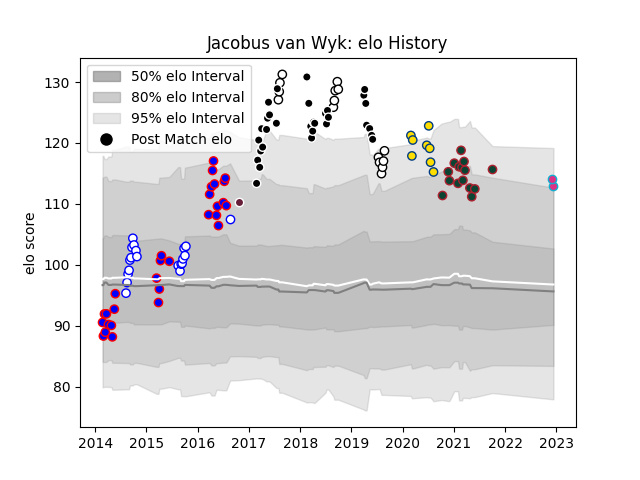 Jacobus van Wyk: elo History
50% elo Interval
80% elo Interval
95% elo Interval
Post Match elo
elo score
130
120
110
100
90
80
2014 2015 2016 2017 2018 2019 2020 2021 2022 2023